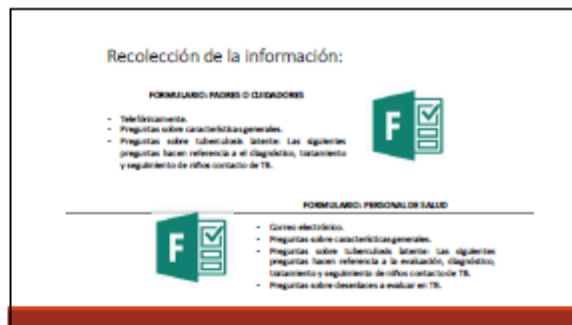 Recolección de la información:
FORMULARIO: PADRES O CUIDADORES
- Telefónicamente.
- Preguntas sobre características generales.
- Preguntas sobre tuberculosis latente: Las siguientes
preguntas hacen referencia a el diagnóstico, tratamiento
y seguimiento de niños contacto de TB.
F
FORMULARIO: PERSONAL DE SALUD
F
- Correo electrónico.
- Preguntas sobre características generales.
- Preguntas sobre tuberculosis latente: Las siguientes
preguntas hacen referencia a la evaluación, diagnóstico,
tratamiento y seguimiento de niños contacto de TB.
- Preguntas sobre desenlaces a evaluar en TB.